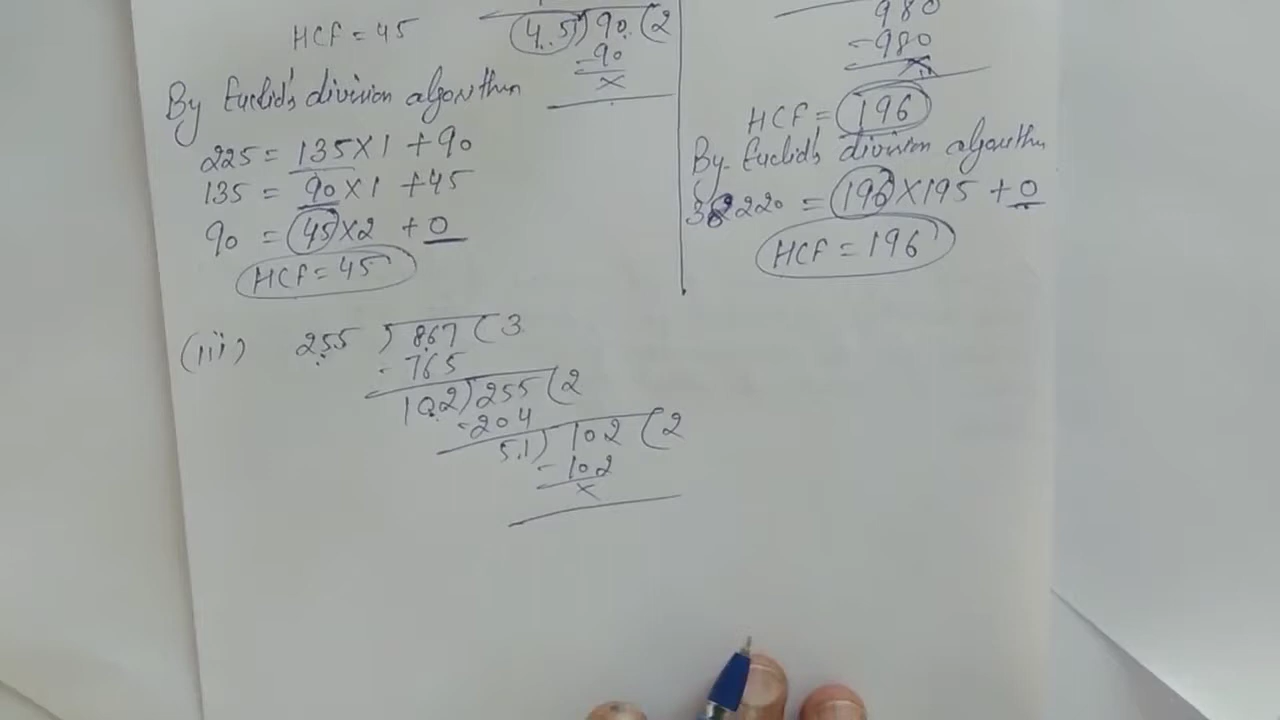 HCF = 45
45) 90 (2
- 90
x
By Euclid's division algorithm
225 = 135 X 1 + 90
135 = 90 X 1 + 45
90 = 45 X 2 + 0
HCF = 45
980
- 980
x
HCF = 196
By Euclid's division algorithm
38220 = 196 X 195 + 0
HCF = 196
(iii) 255 ) 867 ( 3
- 765
102) 255 (2
- 204
51) 102 (2
- 102
x